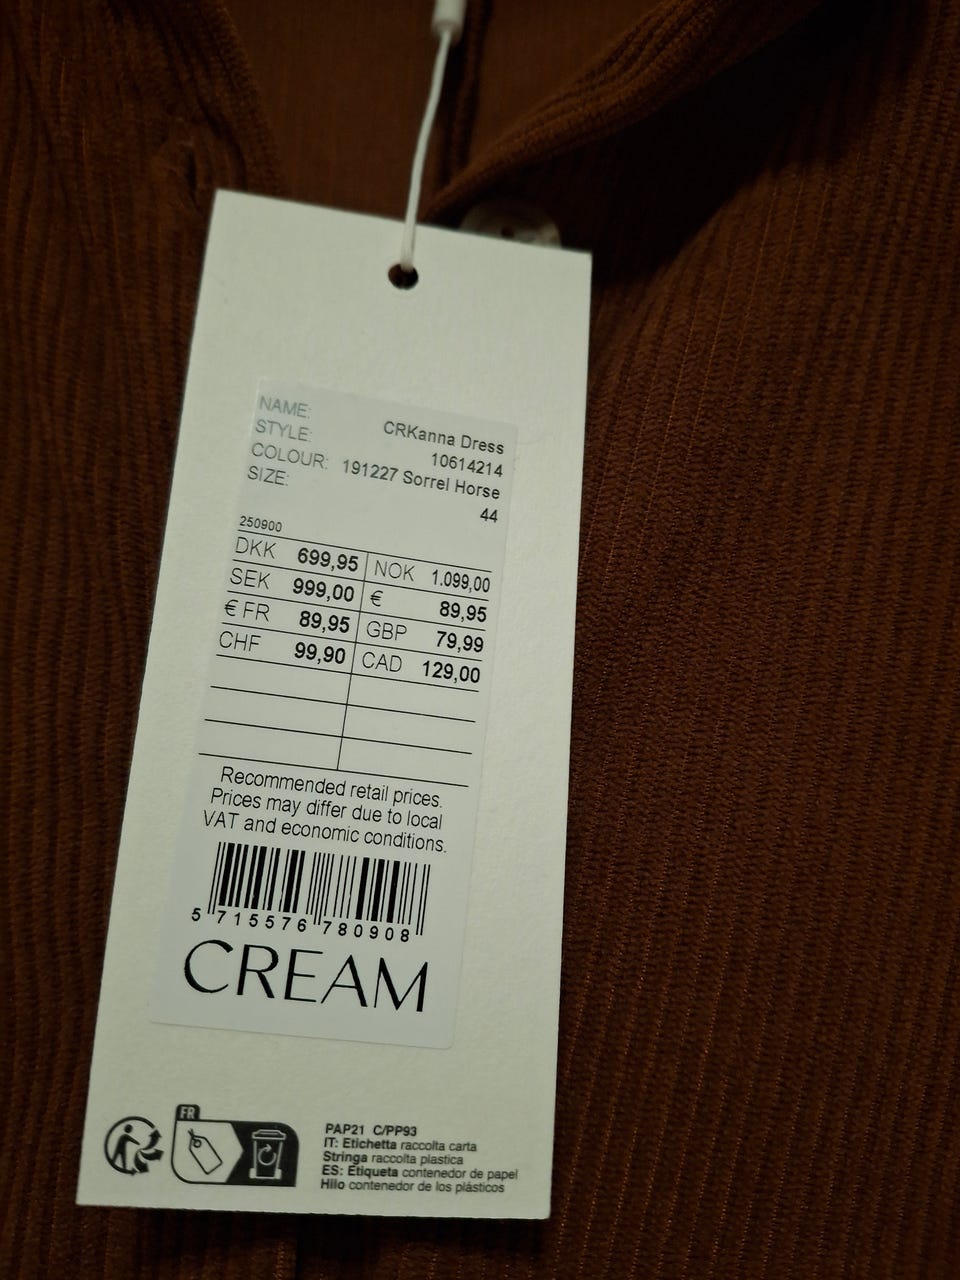 NAME: CRKanna Dress
STYLE: 10614214
COLOUR: 191227 Sorrel Horse
SIZE: 44
250900
DKK 699,95 NOK 1.099,00
SEK 999,00 € 89,95
€ FR 89,95 GBP 79,99
CHF 99,90 CAD 129,00
Recommended retail prices.
Prices may differ due to local
VAT and economic conditions.
5 715576 780908
CREAM
FR
PAP21 C/PP93
IT: Etichetta raccolta carta
Stringa raccolta plastica
ES: Etiqueta contenedor de papel
Hilo contenedor de los plásticos